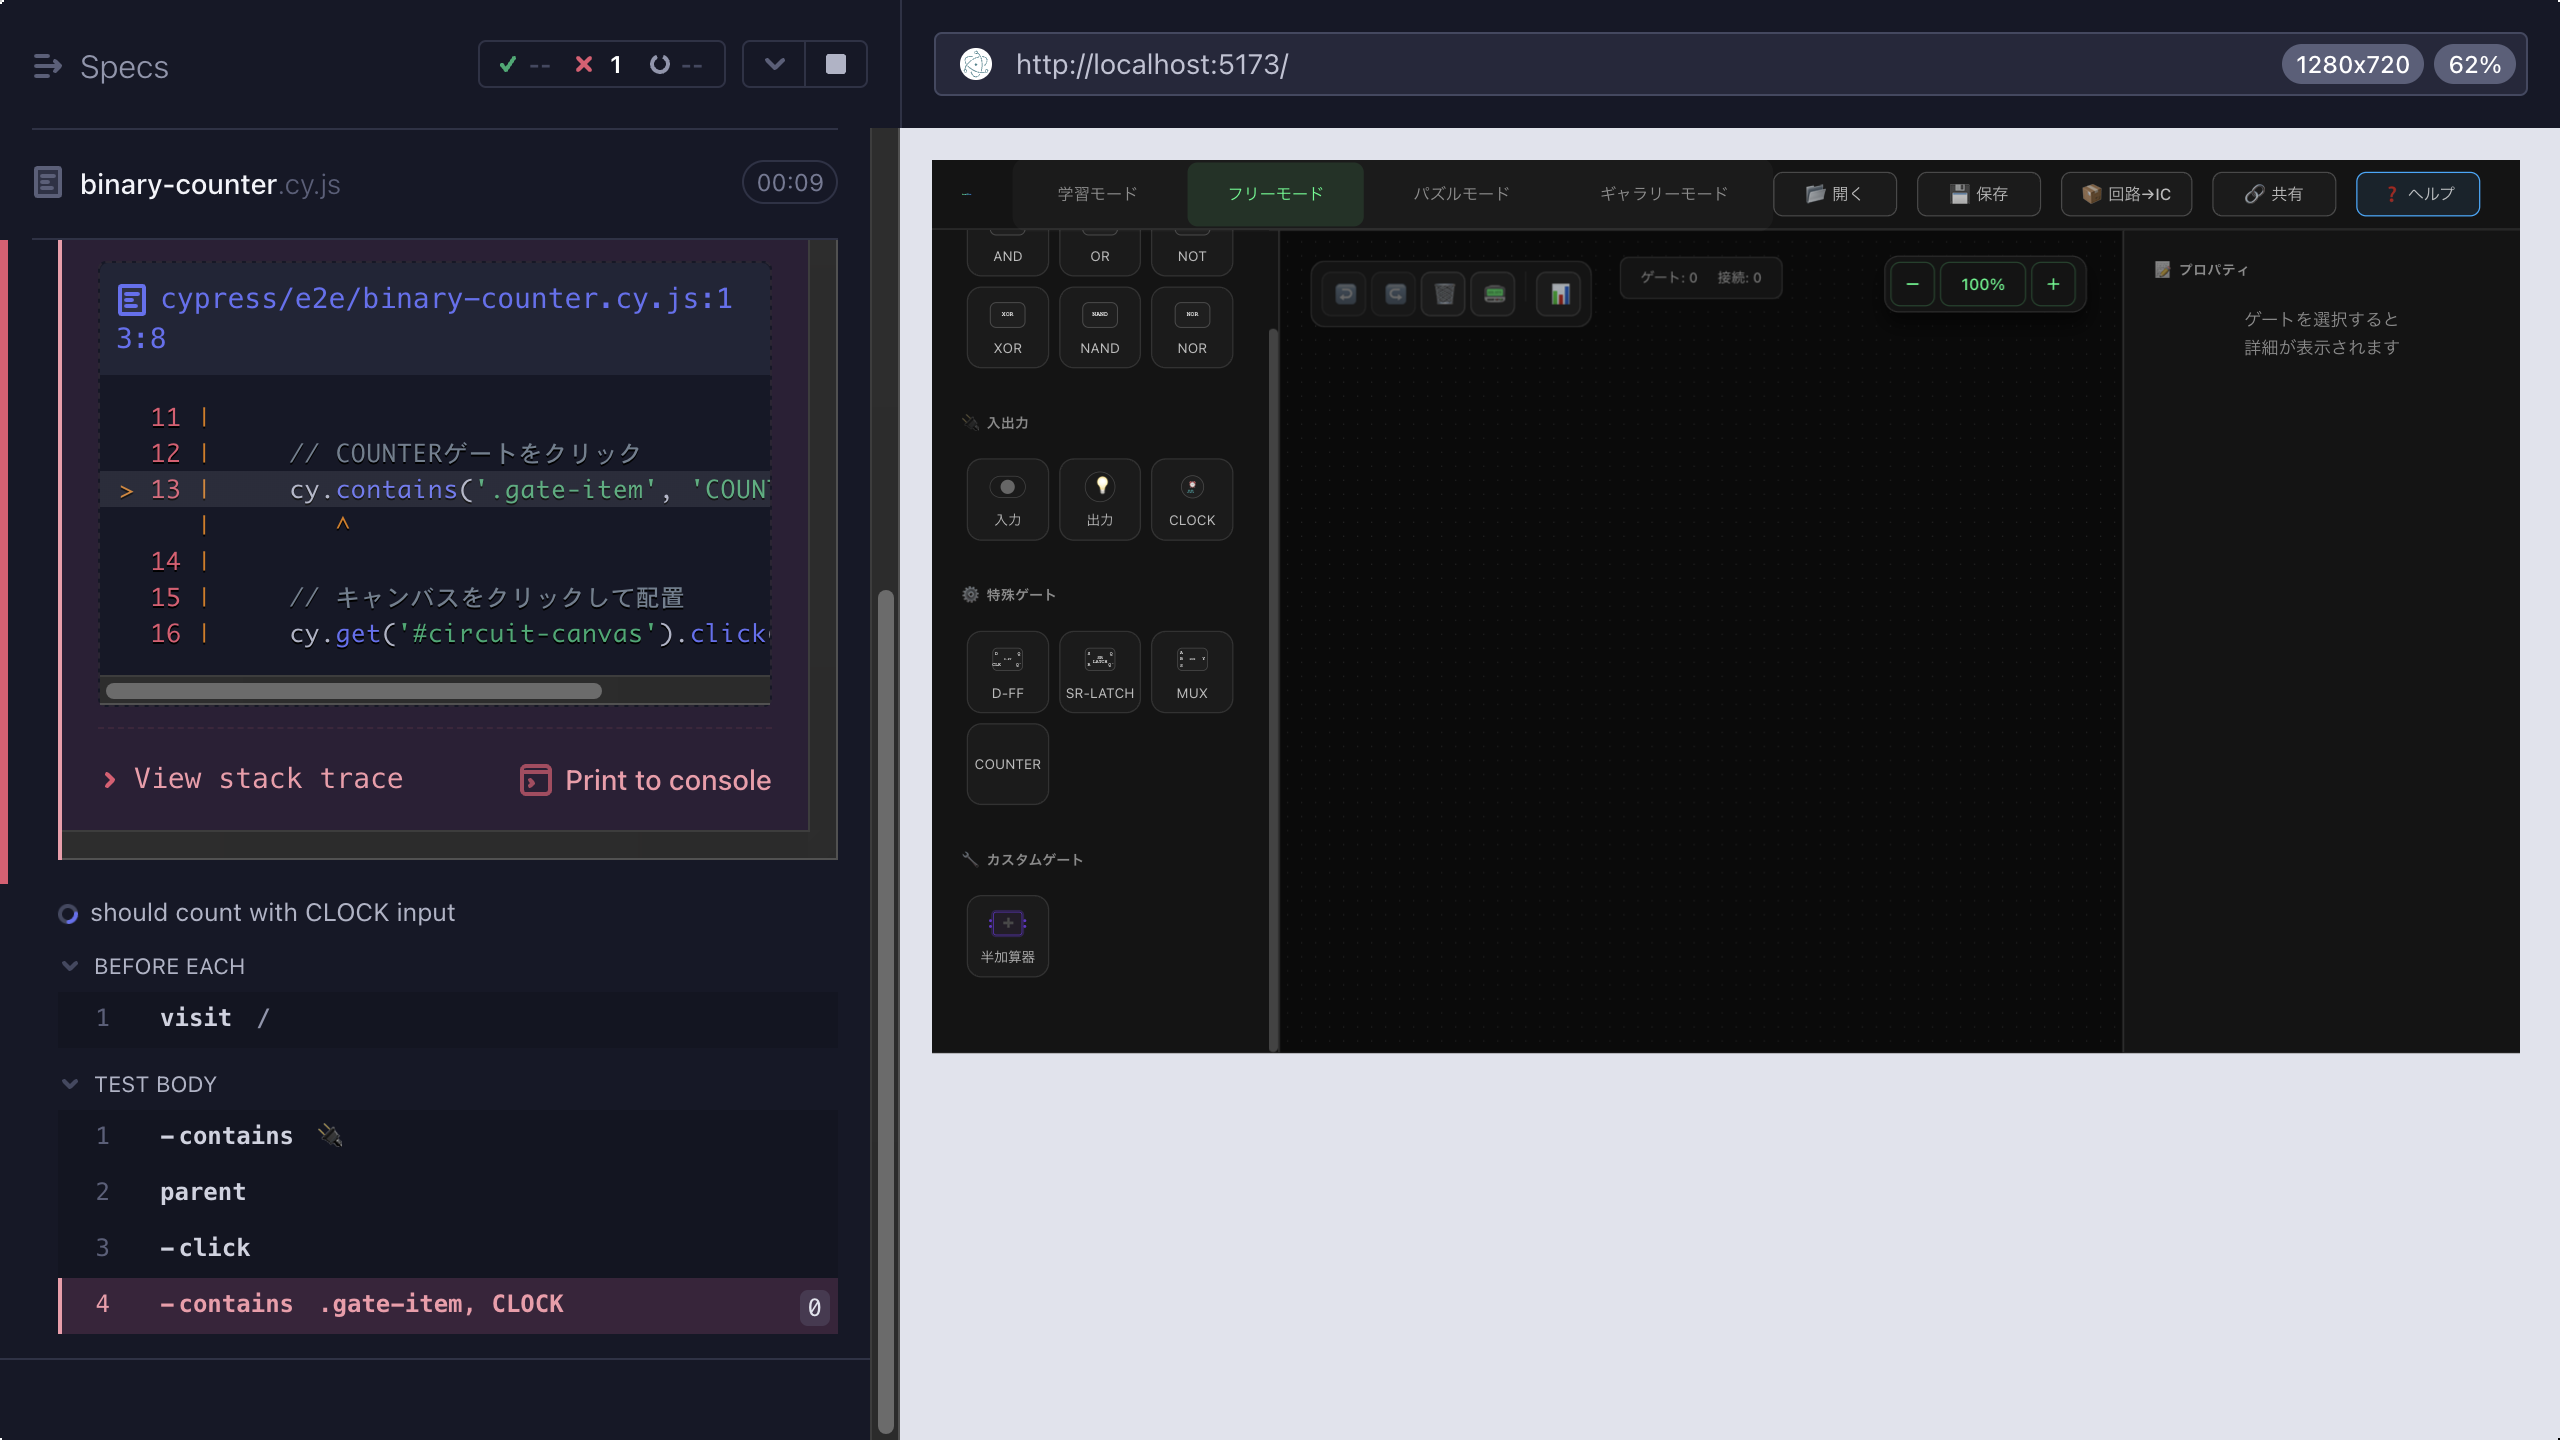 Specs
-- 1 --
binary-counter.cy.js
00:09
cypress/e2e/binary-counter.cy.js:1
3:8
11 |
12 | // COUNTERゲートをクリック
> 13 | cy.contains('.gate-item', 'COUN
| ^
14 |
15 | // キャンバスをクリックして配置
16 | cy.get('#circuit-canvas').click(
View stack trace
Print to console
should count with CLOCK input
BEFORE EACH
1 visit /
TEST BODY
1 -contains 🔌
2 parent
3 -click
4 -contains .gate-item, CLOCK 0
http://localhost:5173/
1280x720
62%
学習モード
フリーモード
パズルモード
ギャラリーモード
📂 開く
💾 保存
📦 回路→IC
🔗 共有
❓ ヘルプ
AND
OR
NOT
XOR
NAND
NOR
XOR
NAND
NOR
🔌 入出力
入力
出力
CLOCK
⚙️ 特殊ゲート
D-FF
SR-LATCH
MUX
COUNTER
🔧 カスタムゲート
半加算器
ゲート: 0 接続: 0
−
100%
+
📝 プロパティ
ゲートを選択すると
詳細が表示されます